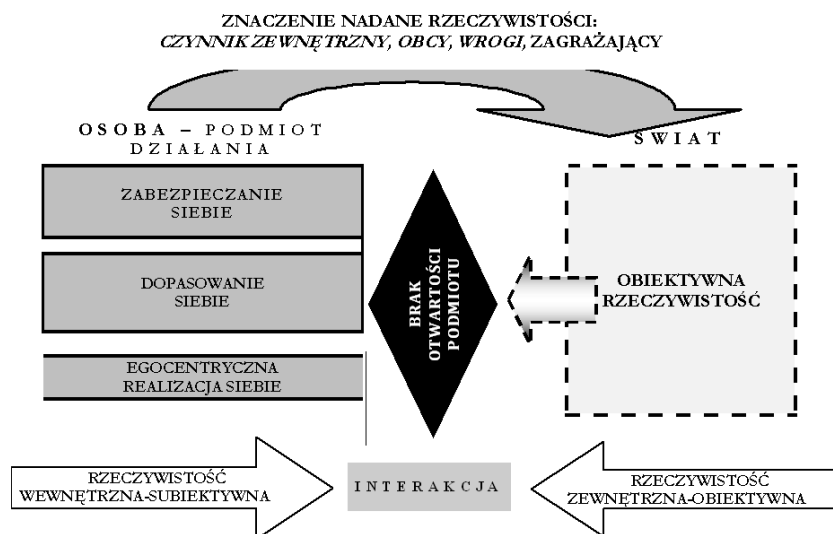 ZNACZENIE NADANE RZECZYWISTOŚCI:
CZYNNIK ZEWNĘTRZNY, OBCY, WROGI, ZAGRAŻAJĄCY
OSOBA – PODMIOT
DZIAŁANIA
ŚWIAT
ZABEZPIECZANIE
SIEBIE
DOPASOWANIE
SIEBIE
EGOCENTRYCZNA
REALIZACJA SIEBIE
BRAK
OTWARTOŚCI
PODMIOTU
OBIEKTYWNA
RZECZYWISTOŚĆ
RZECZYWISTOŚĆ
WEWNĘTRZNA-SUBIEKTYWNA
INTERAKCJA
RZECZYWISTOŚĆ
ZEWNĘTRZNA-OBIEKTYWNA